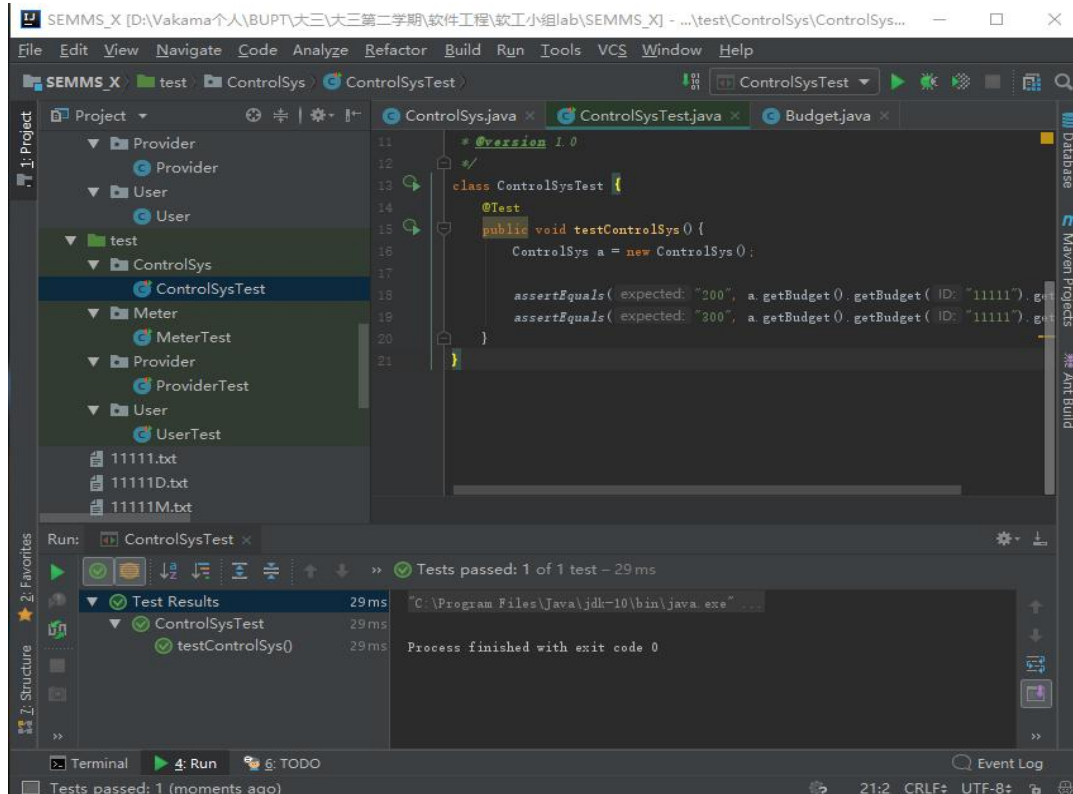 SEMMS_X [D:\Vakama个人\BUPT\大三\大三第二学期\软件工程\软工小组lab\SEMMS_X] - ...\test\ControlSys\ControlSys...
File Edit View Navigate Code Analyze Refactor Build Run Tools VCS Window Help
SEMMS_X test ControlSys ControlSysTest
ControlSysTest
1: Project
Project
Provider
Provider
User
User
test
ControlSys
ControlSysTest
Meter
MeterTest
Provider
ProviderTest
User
UserTest
11111.txt
11111D.txt
11111M.txt
ControlSys.java ControlSysTest.java Budget.java
11 * @version 1.0
12 */
13 class ControlSysTest {
14 @Test
15 public void testControlSys() {
16 ControlSys a = new ControlSys();
17
18 assertEquals( expected: "200", a.getBudget().getBudget( ID: "11111").get
19 assertEquals( expected: "300", a.getBudget().getBudget( ID: "11111").get
20 }
21 }
Database
Maven Projects
Ant Build
2: Favorites
7: Structure
Run: ControlSysTest
» Tests passed: 1 of 1 test – 29 ms
Test Results 29 ms
ControlSysTest 29 ms
testControlSys() 29 ms
"C:\Program Files\Java\jdk-10\bin\java.exe" ...
Process finished with exit code 0
Terminal 4: Run 6: TODO Event Log
Tests passed: 1 (moments ago) 21:2 CRLF UTF-8